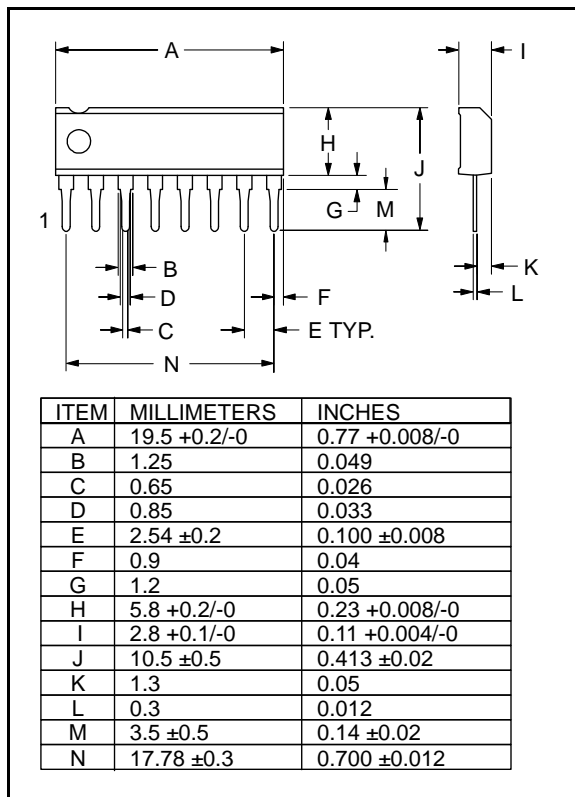 A
I
H
J
G
M
1
B
K
D
F
L
C
E TYP.
N
ITEM MILLIMETERS INCHES
A 19.5 +0.2/-0 0.77 +0.008/-0
B 1.25 0.049
C 0.65 0.026
D 0.85 0.033
E 2.54 ±0.2 0.100 ±0.008
F 0.9 0.04
G 1.2 0.05
H 5.8 +0.2/-0 0.23 +0.008/-0
I 2.8 +0.1/-0 0.11 +0.004/-0
J 10.5 ±0.5 0.413 ±0.02
K 1.3 0.05
L 0.3 0.012
M 3.5 ±0.5 0.14 ±0.02
N 17.78 ±0.3 0.700 ±0.012